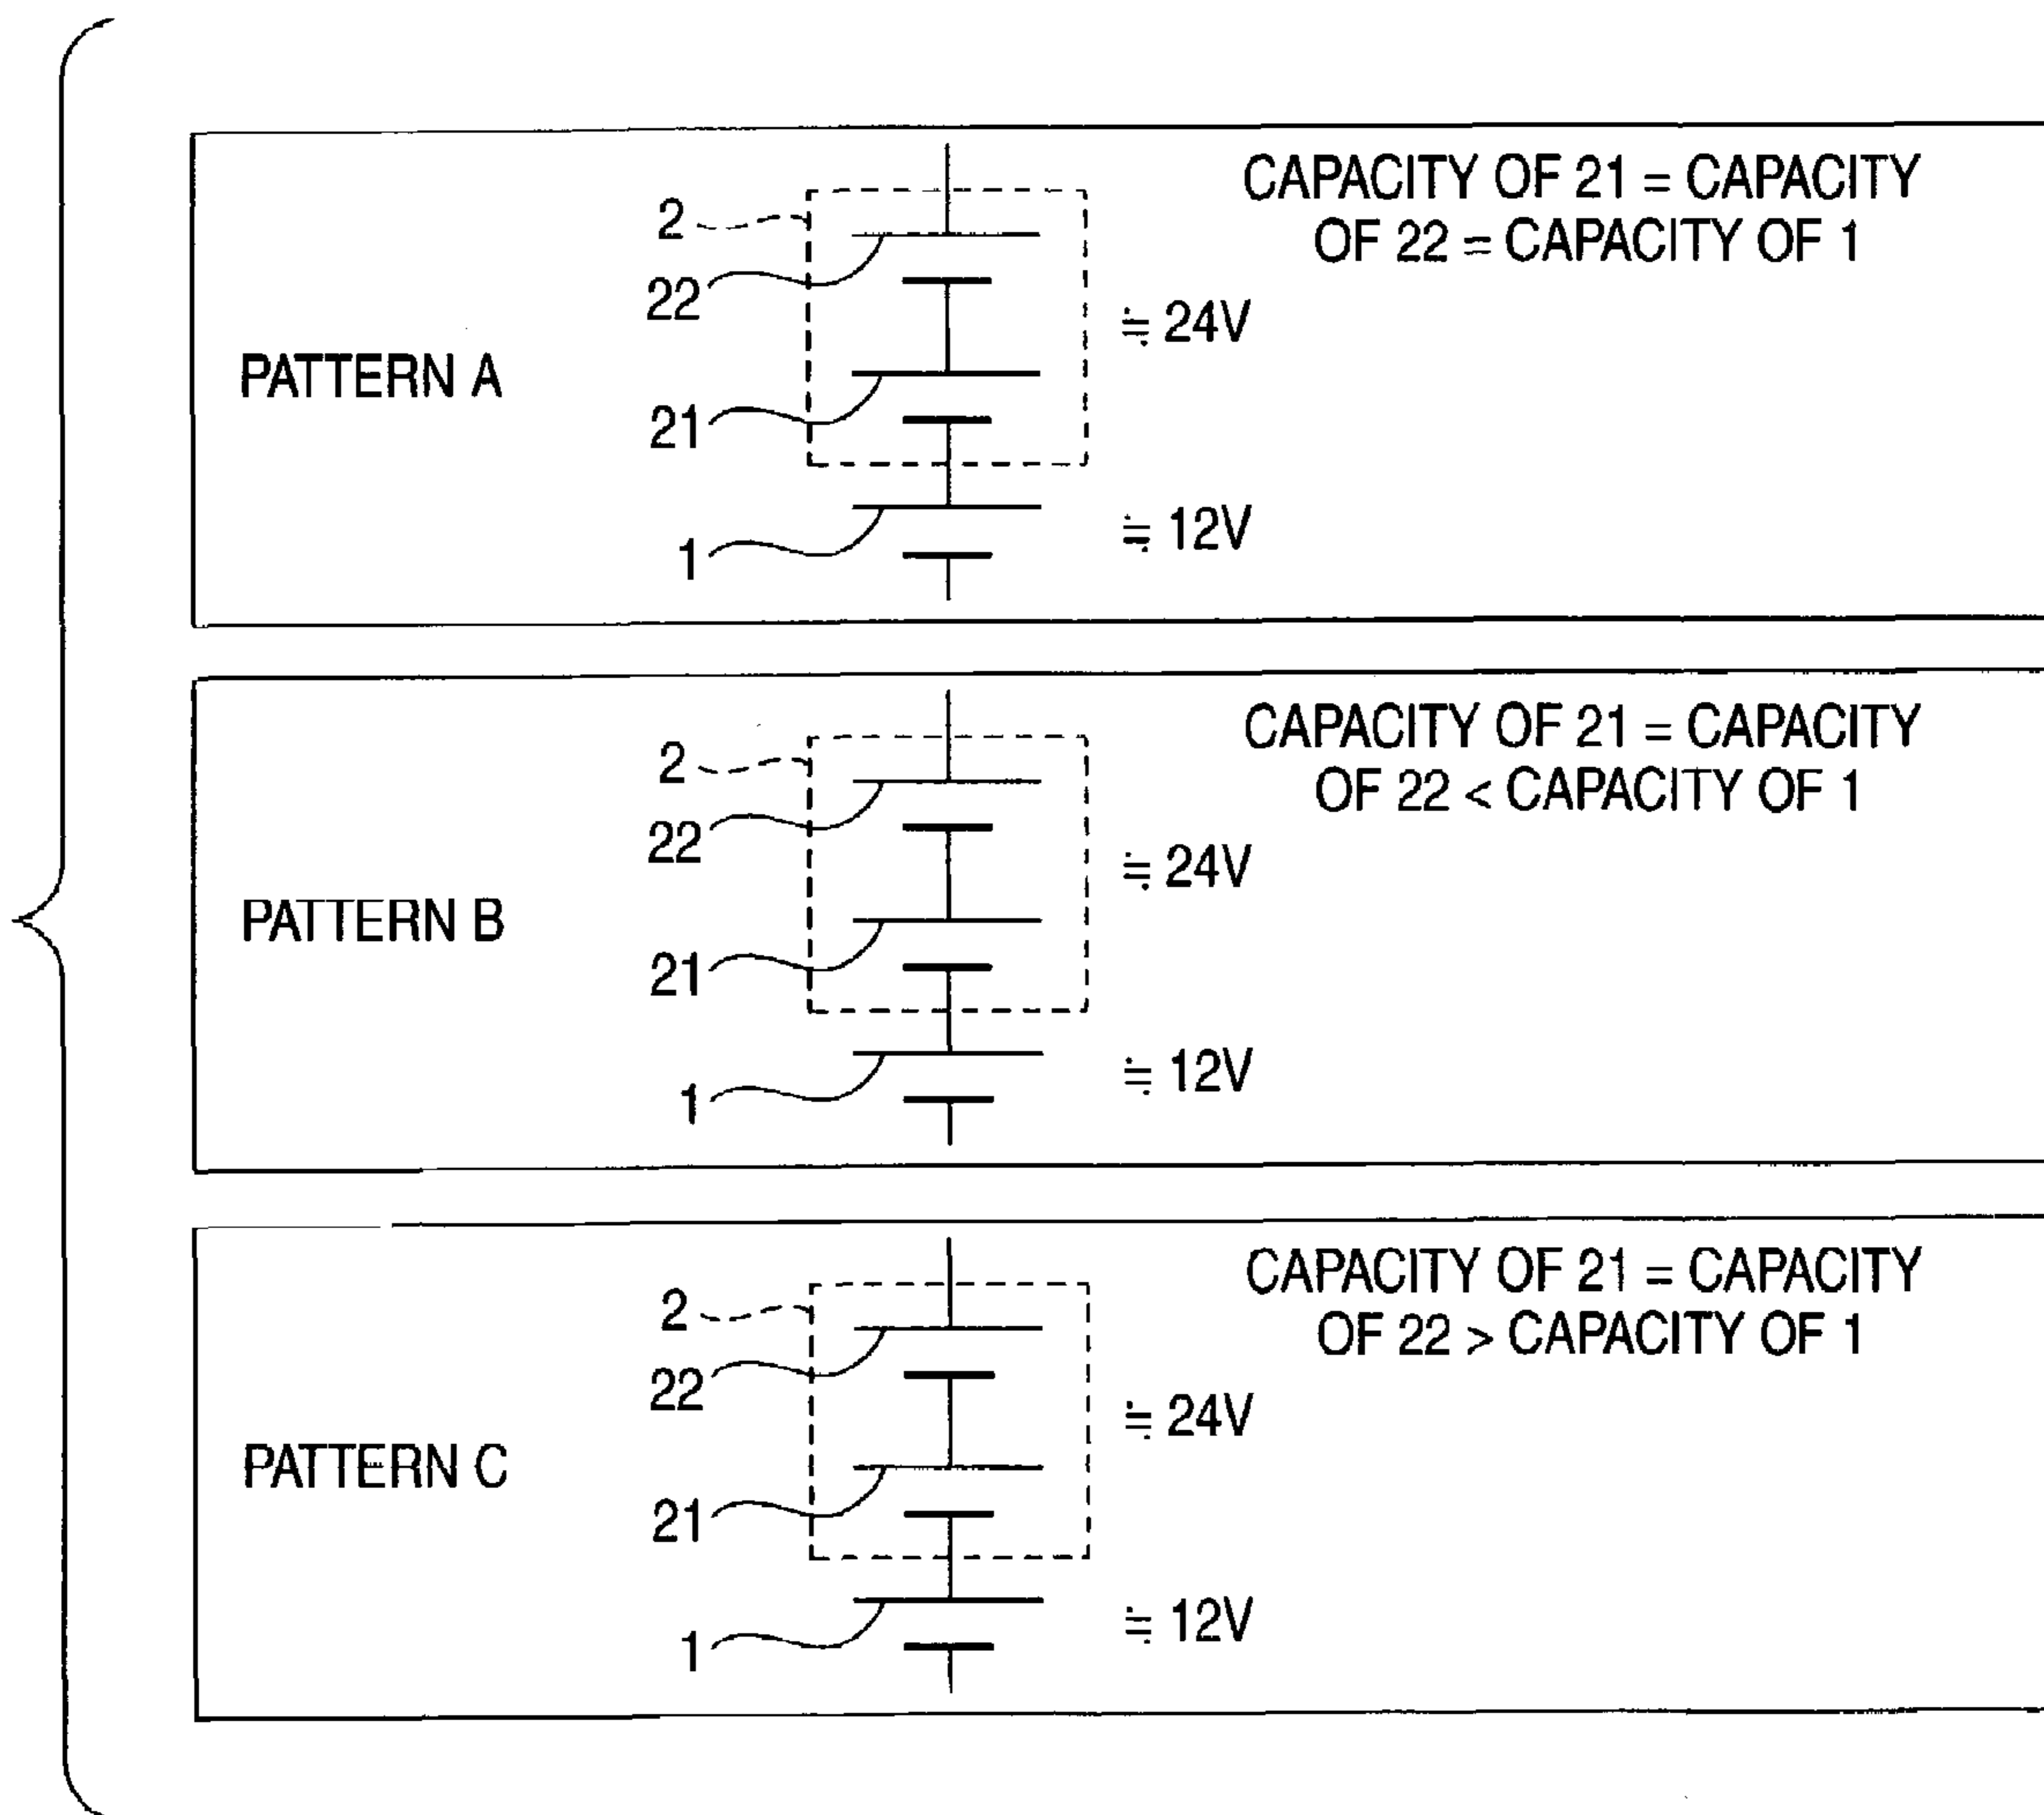 CAPACITY OF 21 = CAPACITY
OF 22 = CAPACITY OF 1
2
22
≒ 24V
PATTERN A
21
≒ 12V
1
CAPACITY OF 21 = CAPACITY
OF 22 < CAPACITY OF 1
2
22
≒ 24V
PATTERN B
21
≒ 12V
1
CAPACITY OF 21 = CAPACITY
OF 22 > CAPACITY OF 1
2
22
≒ 24V
PATTERN C
21
≒ 12V
1